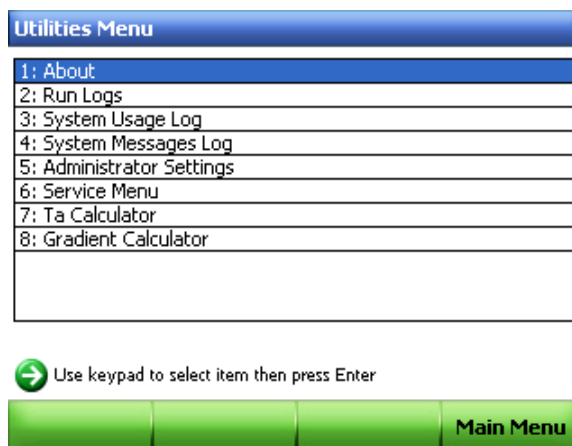 Utilities Menu
1: About
2: Run Logs
3: System Usage Log
4: System Messages Log
5: Administrator Settings
6: Service Menu
7: Ta Calculator
8: Gradient Calculator
Use keypad to select item then press Enter
Main Menu